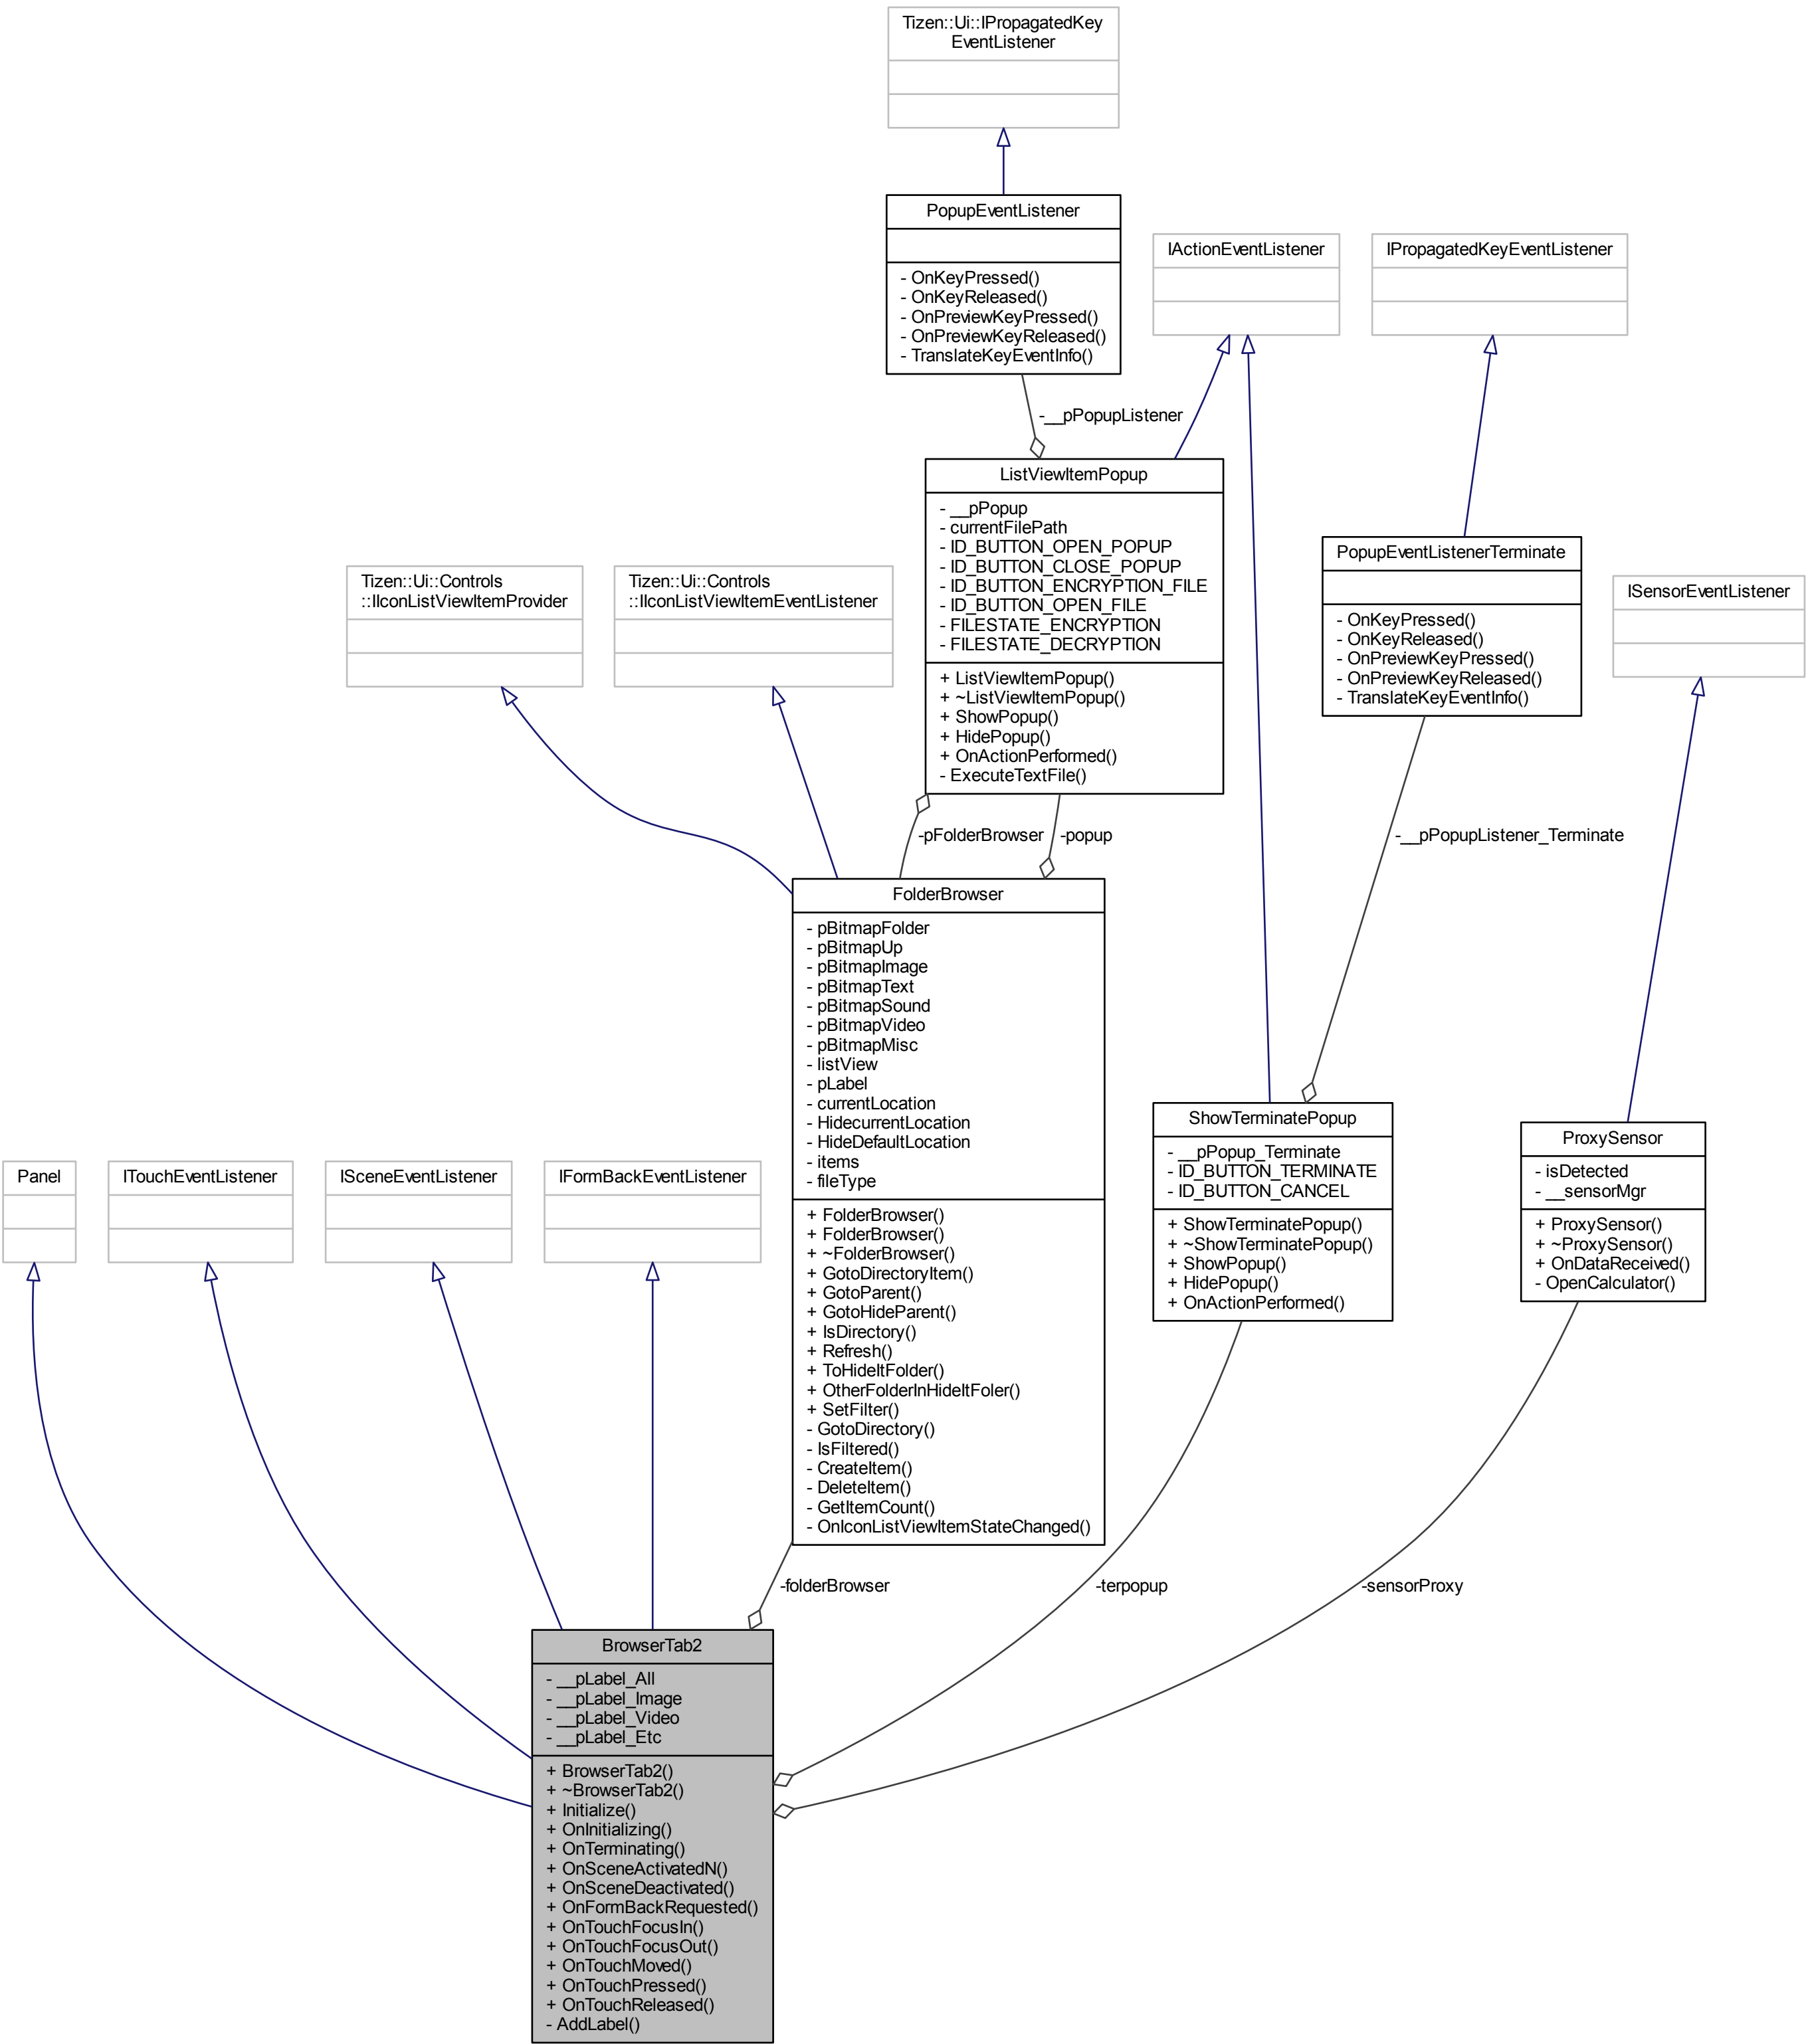 Tizen::Ui::IPropagatedKey
EventListener
PopupEventListener
- OnKeyPressed()
- OnKeyReleased()
- OnPreviewKeyPressed()
- OnPreviewKeyReleased()
- TranslateKeyEventInfo()
IActionEventListener
IPropagatedKeyEventListener
-__pPopupListener
ListViewItemPopup
- __pPopup
- currentFilePath
- ID_BUTTON_OPEN_POPUP
- ID_BUTTON_CLOSE_POPUP
- ID_BUTTON_ENCRYPTION_FILE
- ID_BUTTON_OPEN_FILE
- FILESTATE_ENCRYPTION
- FILESTATE_DECRYPTION
+ ListViewItemPopup()
+ ~ListViewItemPopup()
+ ShowPopup()
+ HidePopup()
+ OnActionPerformed()
- ExecuteTextFile()
PopupEventListenerTerminate
- OnKeyPressed()
- OnKeyReleased()
- OnPreviewKeyPressed()
- OnPreviewKeyReleased()
- TranslateKeyEventInfo()
Tizen::Ui::Controls
::IIconListViewItemProvider
Tizen::Ui::Controls
::IIconListViewItemEventListener
ISensorEventListener
-pFolderBrowser
-popup
-__pPopupListener_Terminate
FolderBrowser
- pBitmapFolder
- pBitmapUp
- pBitmapImage
- pBitmapText
- pBitmapSound
- pBitmapVideo
- pBitmapMisc
- listView
- pLabel
- currentLocation
- HidecurrentLocation
- HideDefaultLocation
- items
- fileType
+ FolderBrowser()
+ FolderBrowser()
+ ~FolderBrowser()
+ GotoDirectoryItem()
+ GotoParent()
+ GotoHideParent()
+ IsDirectory()
+ Refresh()
+ ToHideItFolder()
+ OtherFolderInHideItFoler()
+ SetFilter()
- GotoDirectory()
- IsFiltered()
- CreateItem()
- DeleteItem()
- GetItemCount()
- OnIconListViewItemStateChanged()
ShowTerminatePopup
- __pPopup_Terminate
- ID_BUTTON_TERMINATE
- ID_BUTTON_CANCEL
+ ShowTerminatePopup()
+ ~ShowTerminatePopup()
+ ShowPopup()
+ HidePopup()
+ OnActionPerformed()
ProxySensor
- isDetected
- __sensorMgr
+ ProxySensor()
+ ~ProxySensor()
+ OnDataReceived()
- OpenCalculator()
Panel
ITouchEventListener
ISceneEventListener
IFormBackEventListener
-folderBrowser
-terpopup
-sensorProxy
BrowserTab2
- __pLabel_All
- __pLabel_Image
- __pLabel_Video
- __pLabel_Etc
+ BrowserTab2()
+ ~BrowserTab2()
+ Initialize()
+ OnInitializing()
+ OnTerminating()
+ OnSceneActivatedN()
+ OnSceneDeactivated()
+ OnFormBackRequested()
+ OnTouchFocusIn()
+ OnTouchFocusOut()
+ OnTouchMoved()
+ OnTouchPressed()
+ OnTouchReleased()
- AddLabel()